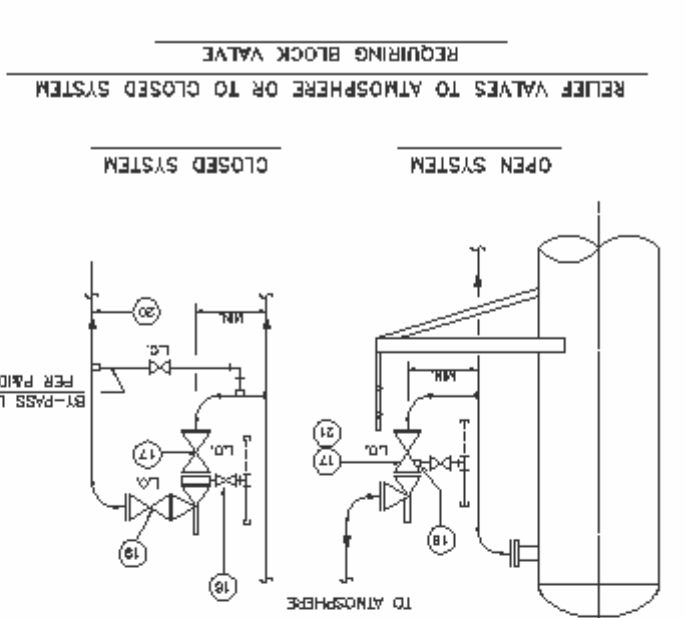 TO ATMOSPHERE
18
19
18
L.O.
17
L.O.
L.O.
17
21
BY-PASS L
PER P&ID
MIN.
L.C.
MIN.
20
OPEN SYSTEM
CLOSED SYSTEM
RELIEF VALVES TO ATMOSPHERE OR TO CLOSED SYSTEM
REQUIRING BLOCK VALVE